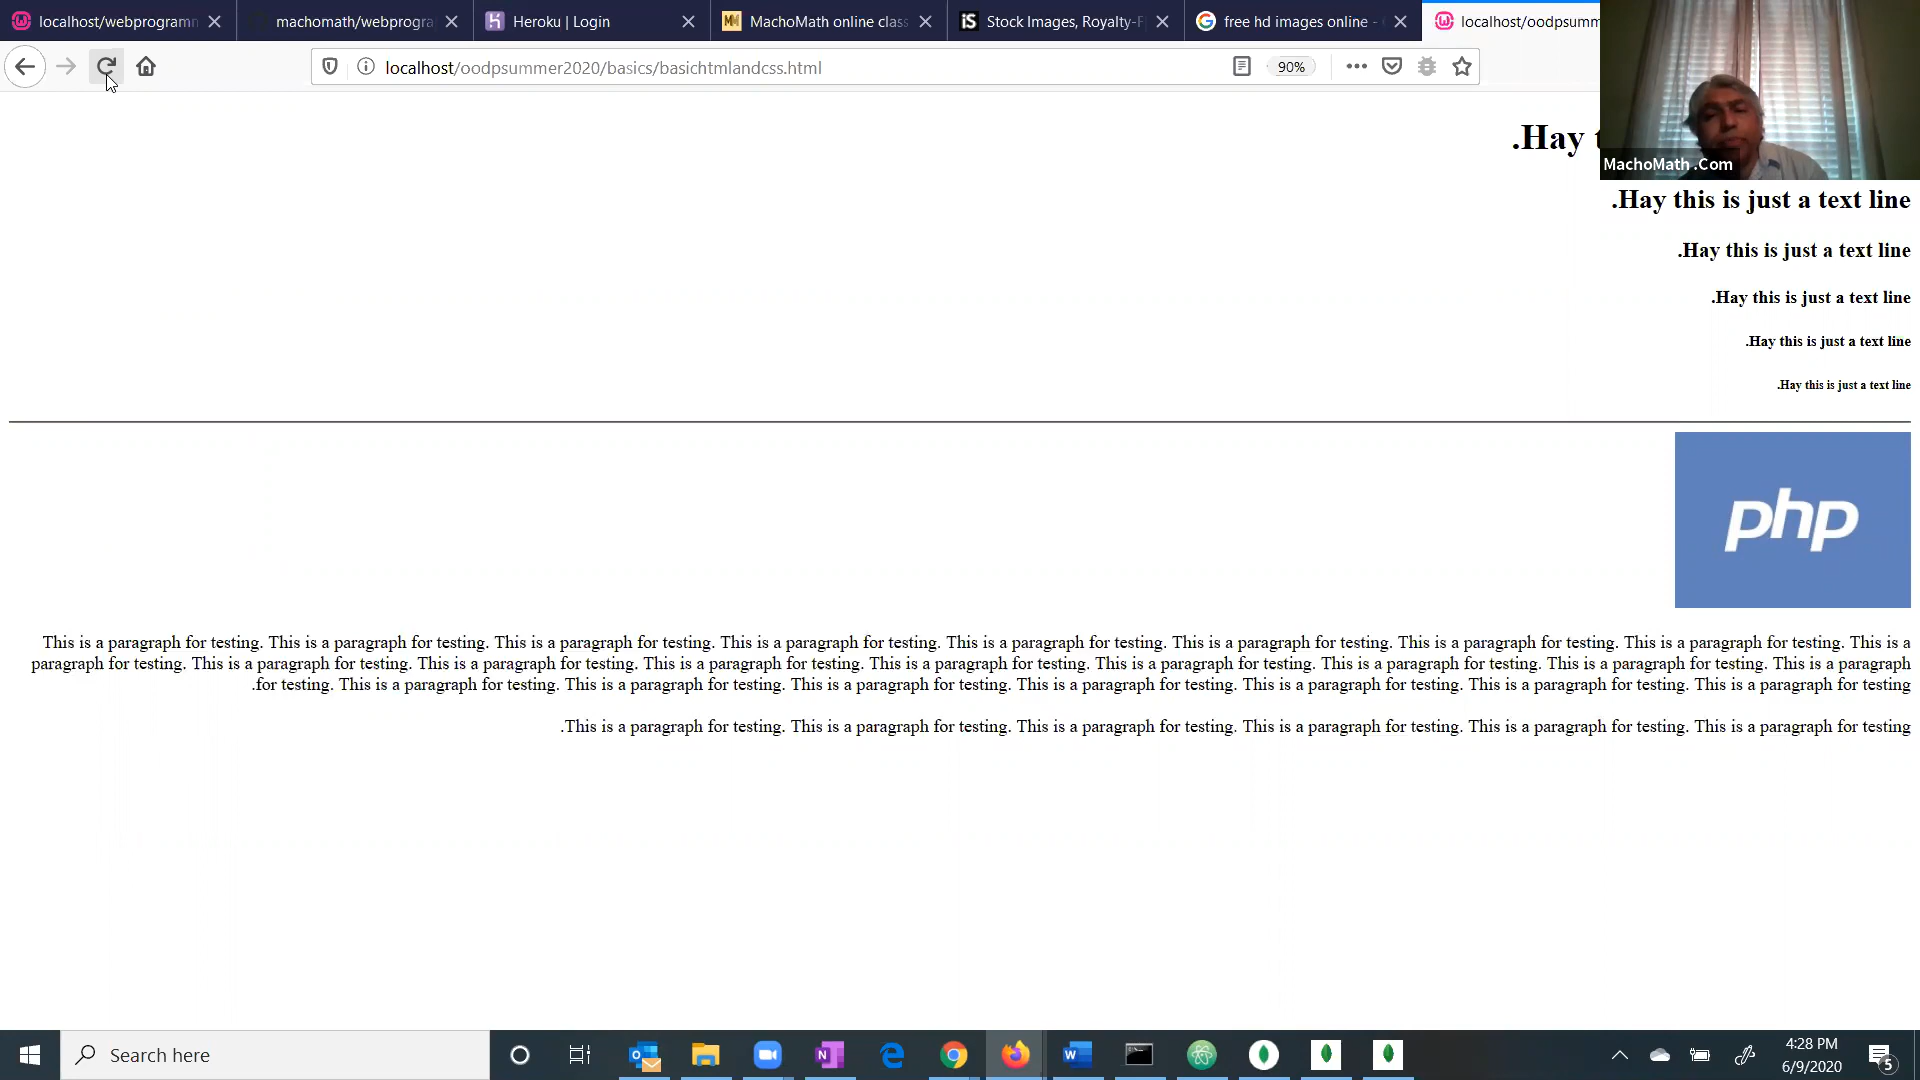 localhost/webprogramn
machomath/webprogra
Heroku | Login
MachoMath online class
iS
Stock Images, Royalty-F
free hd images online -
localhost/oodpsumm
localhost/oodpsummer2020/basics/basichtmlandcss.html
90%
MachoMath .Com
.Hay
.Hay this is just a text line
.Hay this is just a text line
.Hay this is just a text line
.Hay this is just a text line
.Hay this is just a text line
php
This is a paragraph for testing. This is a paragraph for testing. This is a paragraph for testing. This is a paragraph for testing. This is a paragraph for testing. This is a paragraph for testing. This is a paragraph for testing. This is a paragraph for testing. This is a
paragraph for testing. This is a paragraph for testing. This is a paragraph for testing. This is a paragraph for testing. This is a paragraph for testing. This is a paragraph for testing. This is a paragraph for testing. This is a paragraph for testing. This is a paragraph
.for testing. This is a paragraph for testing. This is a paragraph for testing. This is a paragraph for testing. This is a paragraph for testing. This is a paragraph for testing. This is a paragraph for testing. This is a paragraph for testing
.This is a paragraph for testing. This is a paragraph for testing. This is a paragraph for testing. This is a paragraph for testing. This is a paragraph for testing. This is a paragraph for testing
Search here
4:28 PM
6/9/2020
5